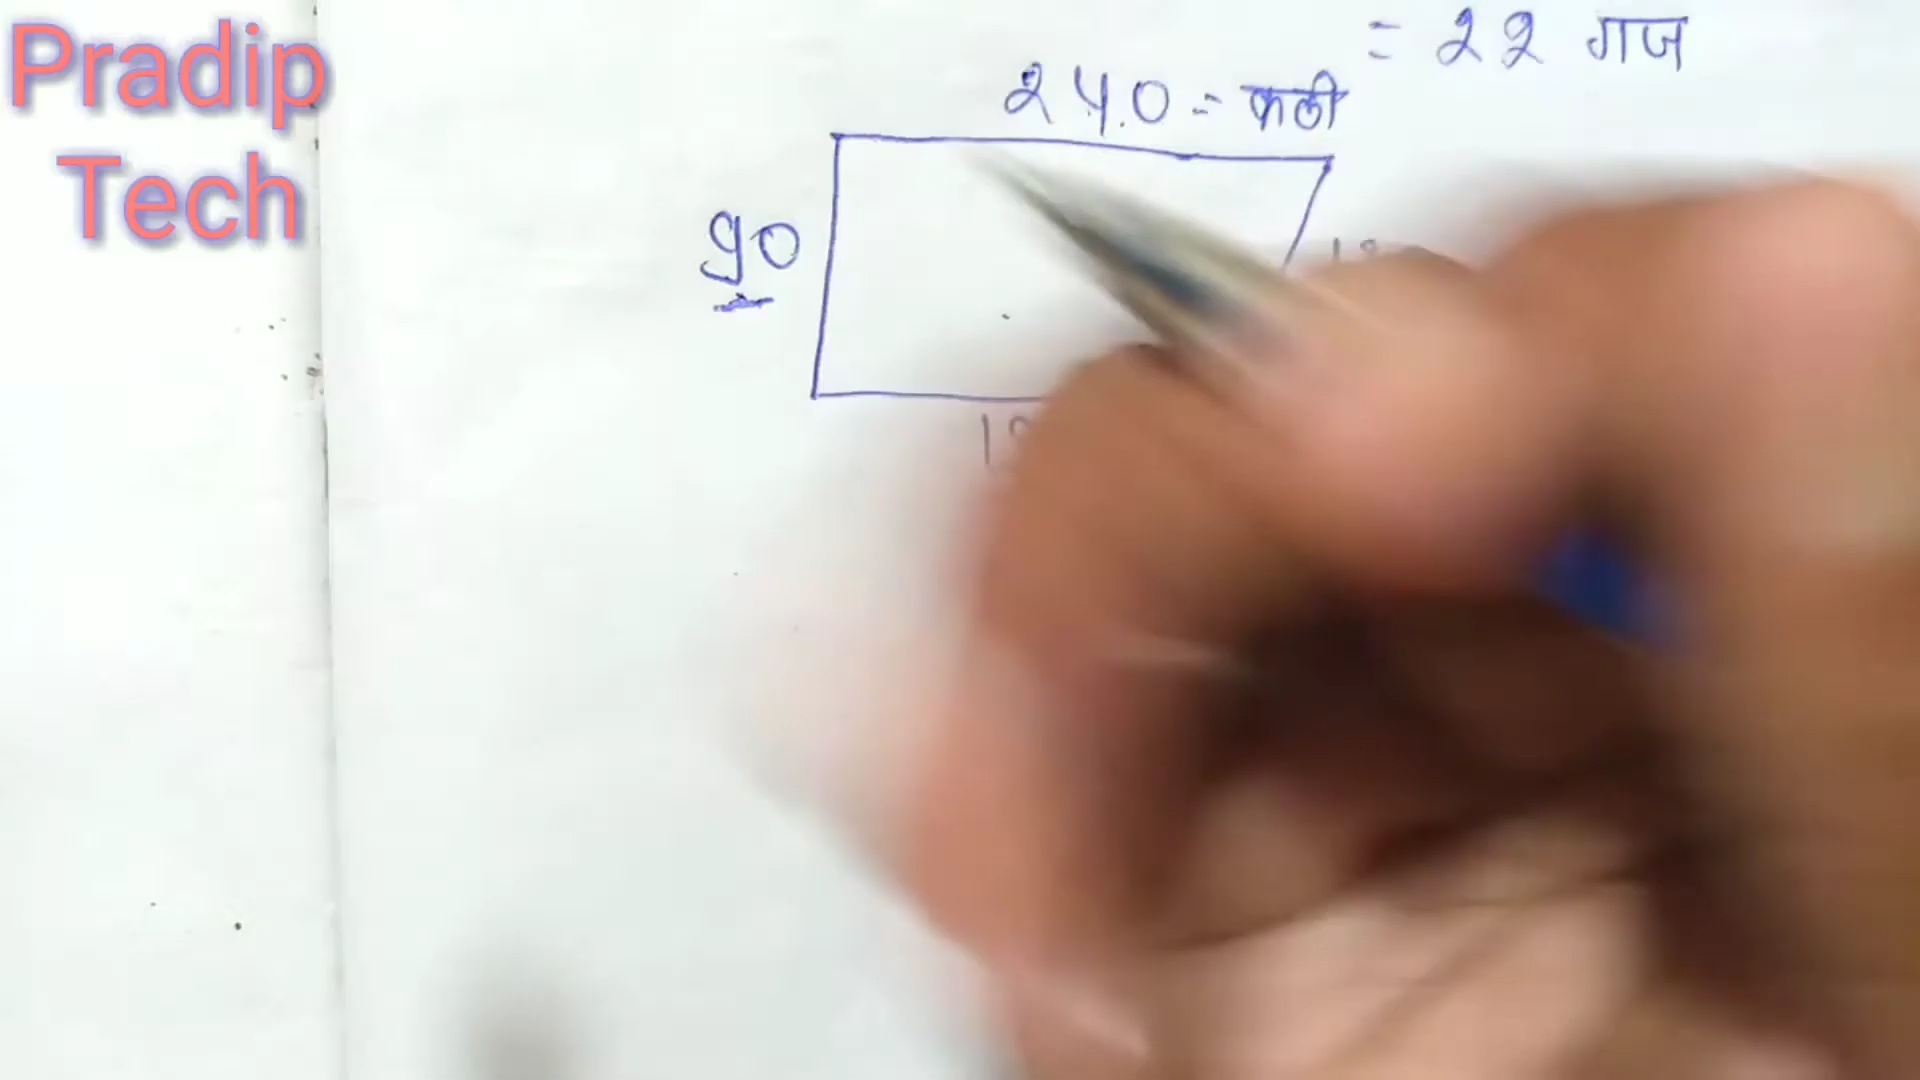 Pradip
Tech
= 22 गज
240 = कड़ी
90